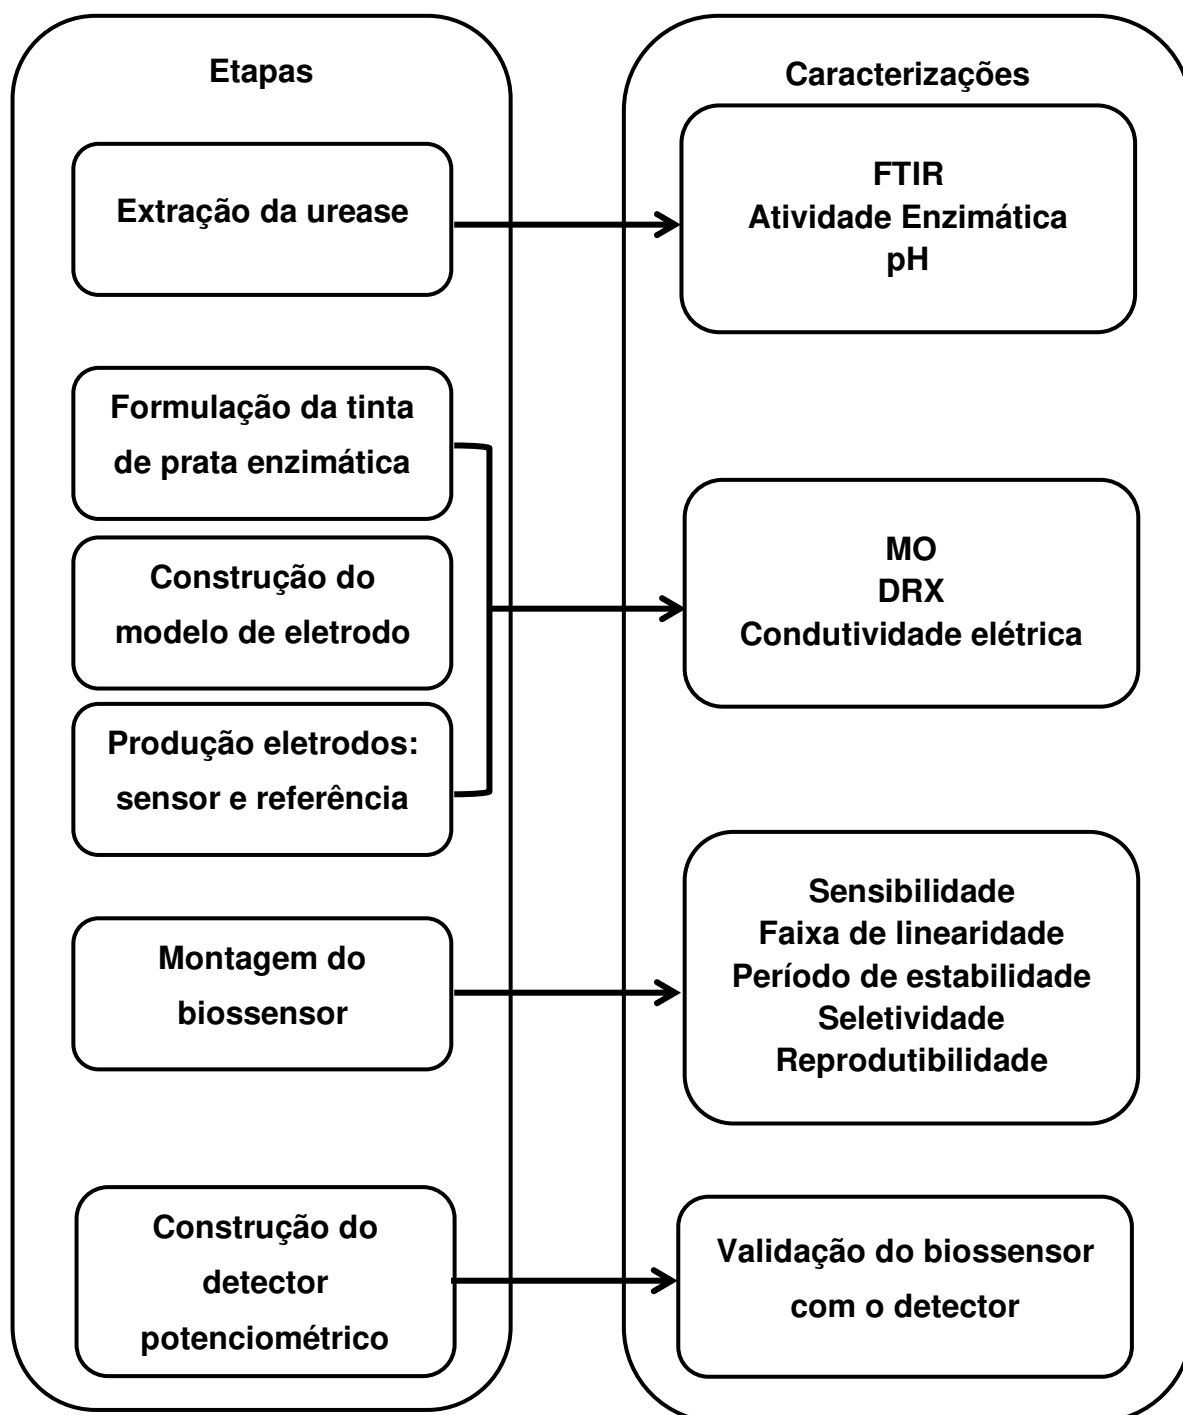 Etapas
Extração da urease
Formulação da tinta
de prata enzimática
Construção do
modelo de eletrodo
Produção eletrodos:
sensor e referência
Montagem do
biossensor
Construção do
detector
potenciométrico
Caracterizações
FTIR
Atividade Enzimática
pH
MO
DRX
Condutividade elétrica
Sensibilidade
Faixa de linearidade
Período de estabilidade
Seletividade
Reprodutibilidade
Validação do biossensor
com o detector